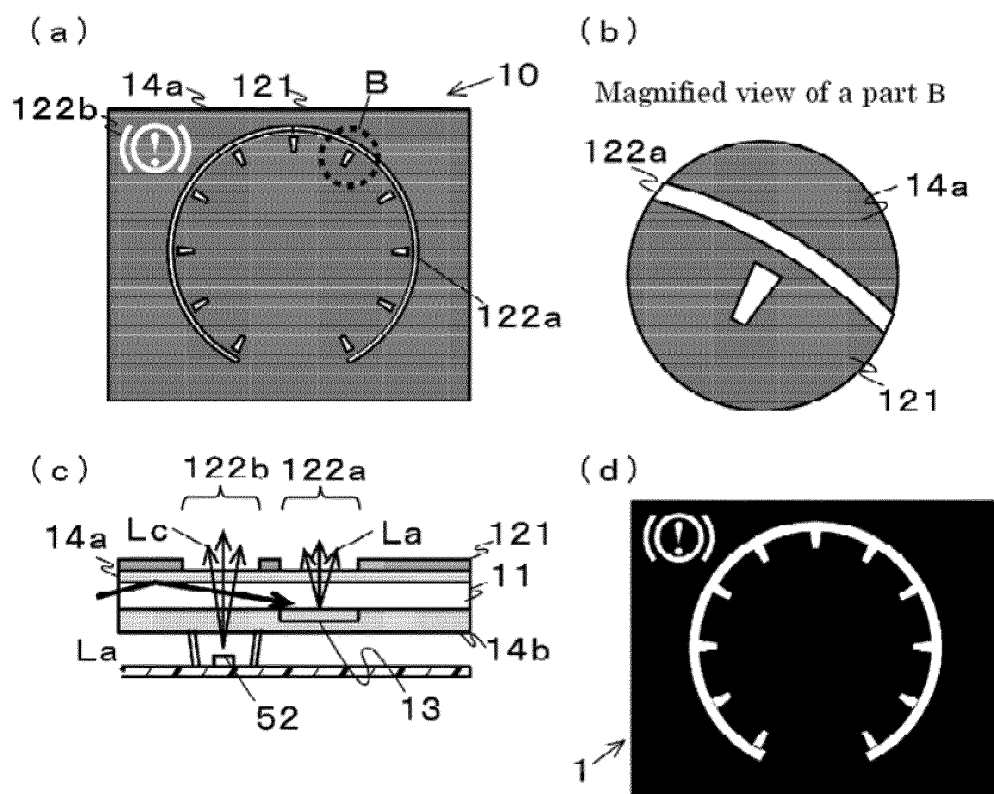 (a)
14a 121 B 10
122b
122a
(b)
Magnified view of a part B
122a
14a
121
(c)
122b 122a
Lc La
14a 121
11
La 14b
52 13
(d)
1